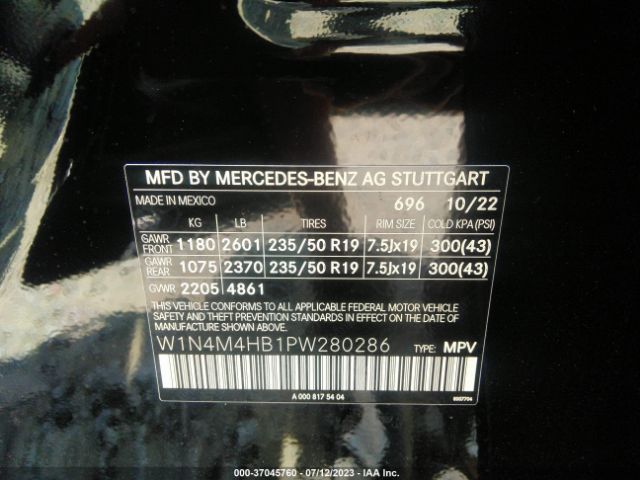 MFD BY MERCEDES-BENZ AG STUTTGART
MADE IN MEXICO 696 10/22
KG LB TIRES RIM SIZE COLD KPA (PSI)
GAWR FRONT 1180 2601 235/50 R19 7.5Jx19 300(43)
GAWR REAR 1075 2370 235/50 R19 7.5Jx19 300(43)
GVWR 2205 4861
THIS VEHICLE CONFORMS TO ALL APPLICABLE FEDERAL MOTOR VEHICLE
SAFETY AND THEFT PREVENTION STANDARDS IN EFFECT ON THE DATE OF
MANUFACTURE SHOWN ABOVE.
W1N4M4HB1PW280286 TYPE: MPV
A 000 817 54 04
000-37045760 - 07/12/2023 - IAA Inc.